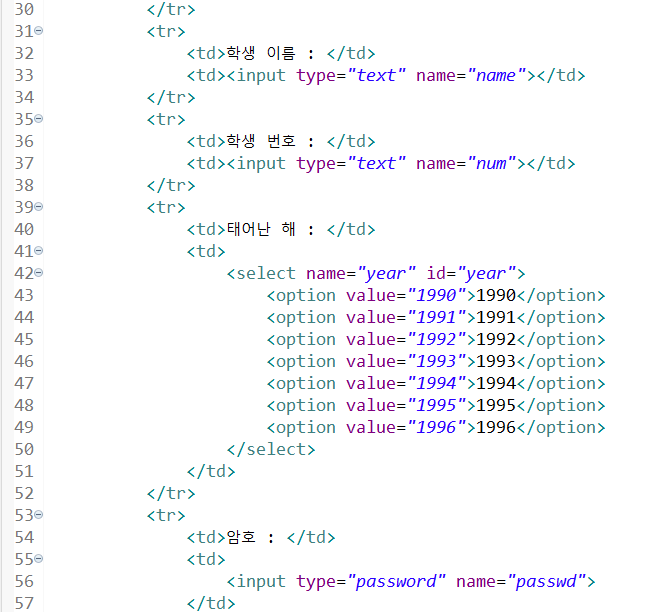 30 </tr>
31 <tr>
32 <td>학생 이름 : </td>
33 <td><input type="text" name="name"></td>
34 </tr>
35 <tr>
36 <td>학생 번호 : </td>
37 <td><input type="text" name="num"></td>
38 </tr>
39 <tr>
40 <td>태어난 해 : </td>
41 <td>
42 <select name="year" id="year">
43 <option value="1990">1990</option>
44 <option value="1991">1991</option>
45 <option value="1992">1992</option>
46 <option value="1993">1993</option>
47 <option value="1994">1994</option>
48 <option value="1995">1995</option>
49 <option value="1996">1996</option>
50 </select>
51 </td>
52 </tr>
53 <tr>
54 <td>암호 : </td>
55 <td>
56 <input type="password" name="passwd">
57 </td>